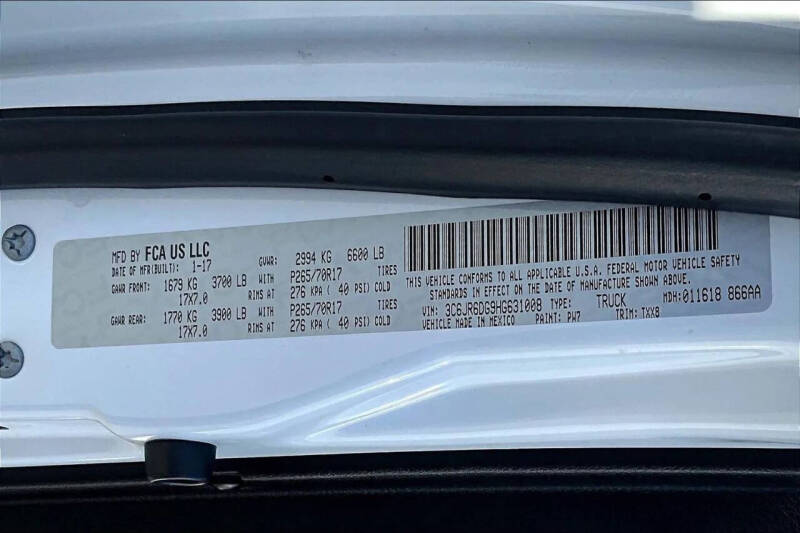 MFD BY FCA US LLC GVWR: 2994 KG 6600 LB
DATE OF MFR(BUILT): 1-17
GAWR FRONT: 1679 KG 3700 LB WITH P265/70R17 TIRES
17X7.0 RIMS AT 276 KPA ( 40 PSI) COLD
GAWR REAR: 1770 KG 3900 LB WITH P265/70R17 TIRES
17X7.0 RIMS AT 276 KPA ( 40 PSI) COLD
THIS VEHICLE CONFORMS TO ALL APPLICABLE U.S.A. FEDERAL MOTOR VEHICLE SAFETY
STANDARDS IN EFFECT ON THE DATE OF MANUFACTURE SHOWN ABOVE.
VIN: 3C6JR6DG9HG631008 TYPE: TRUCK MDH: 011618 866AA
VEHICLE MADE IN MEXICO PAINT: PW7 TRIM: TXX8